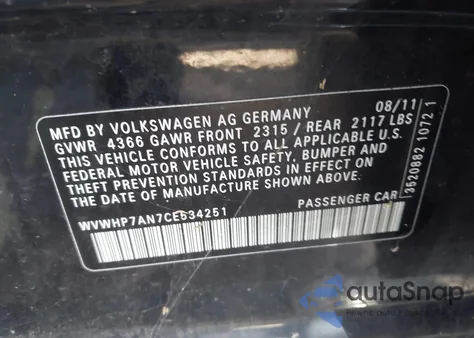 MFD BY VOLKSWAGEN AG GERMANY 08/11
GVWR 4366 GAWR FRONT 2315 / REAR 2117 LBS
THIS VEHICLE CONFORMS TO ALL APPLICABLE U.S.
FEDERAL MOTOR VEHICLE SAFETY, BUMPER AND
THEFT PREVENTION STANDARDS IN EFFECT ON
THE DATE OF MANUFACTURE SHOWN ABOVE.
WVWHP7AN7CE534251 PASSENGER CAR
3520882 1072 1
autoSnap